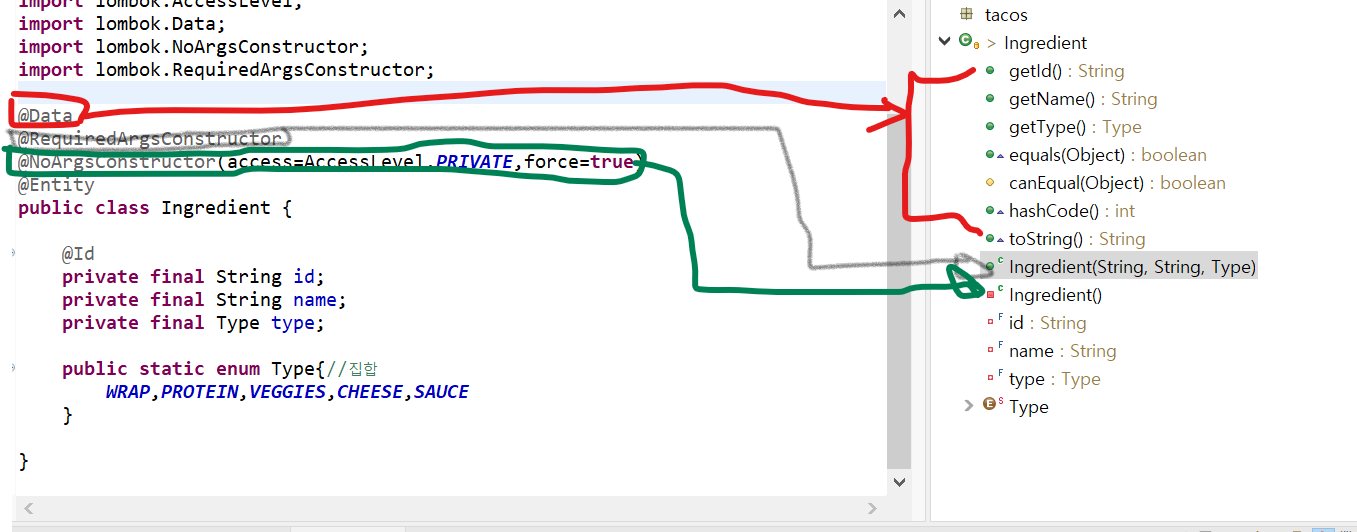 import lombok.AccessLevel;
import lombok.Data;
import lombok.NoArgsConstructor;
import lombok.RequiredArgsConstructor;
@Data
@RequiredArgsConstructor
@NoArgsConstructor(access=AccessLevel.PRIVATE,force=true
@Entity
public class Ingredient {
@Id
private final String id;
private final String name;
private final Type type;
public static enum Type{//집합
WRAP,PROTEIN,VEGGIES,CHEESE,SAUCE
}
}
tacos
> Ingredient
getId() : String
getName() : String
getType() : Type
equals(Object) : boolean
canEqual(Object) : boolean
hashCode() : int
toString() : String
Ingredient(String, String, Type)
Ingredient()
id : String
name : String
type : Type
Type